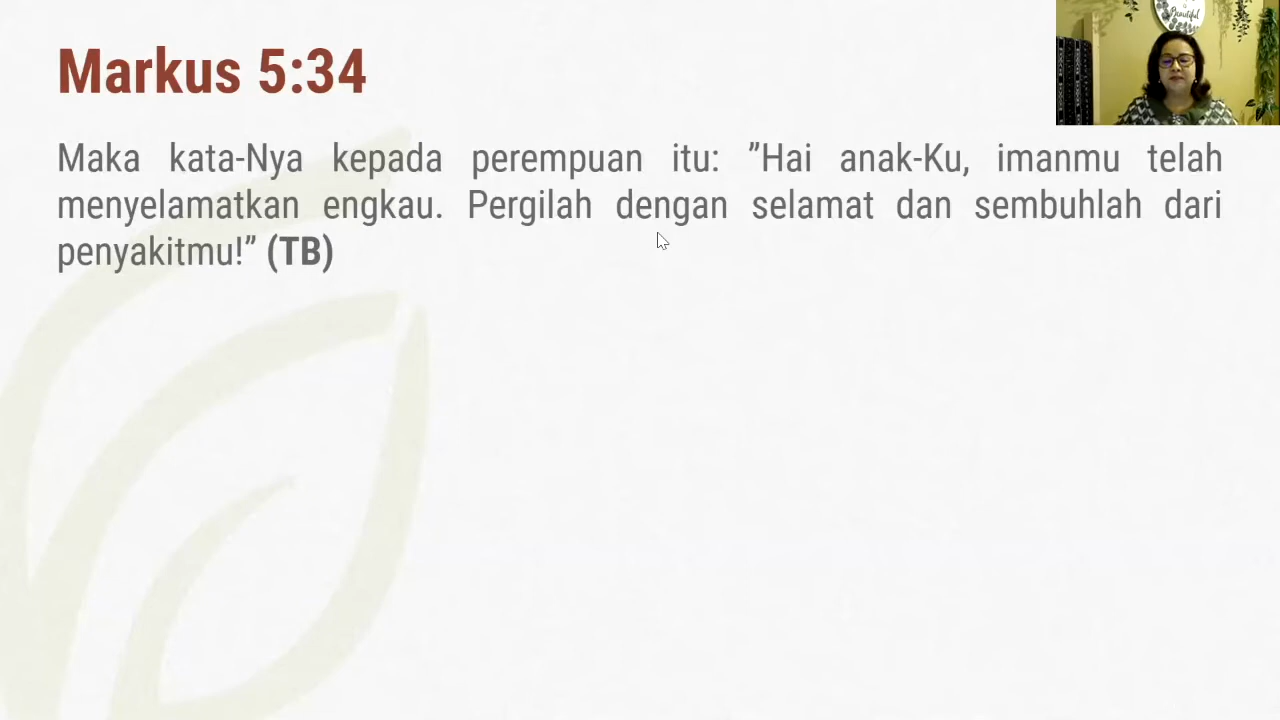 Markus 5:34
Maka kata-Nya kepada perempuan itu: ”Hai anak-Ku, imanmu telah
menyelamatkan engkau. Pergilah dengan selamat dan sembuhlah dari
penyakitmu!” (TB)
Beautiful